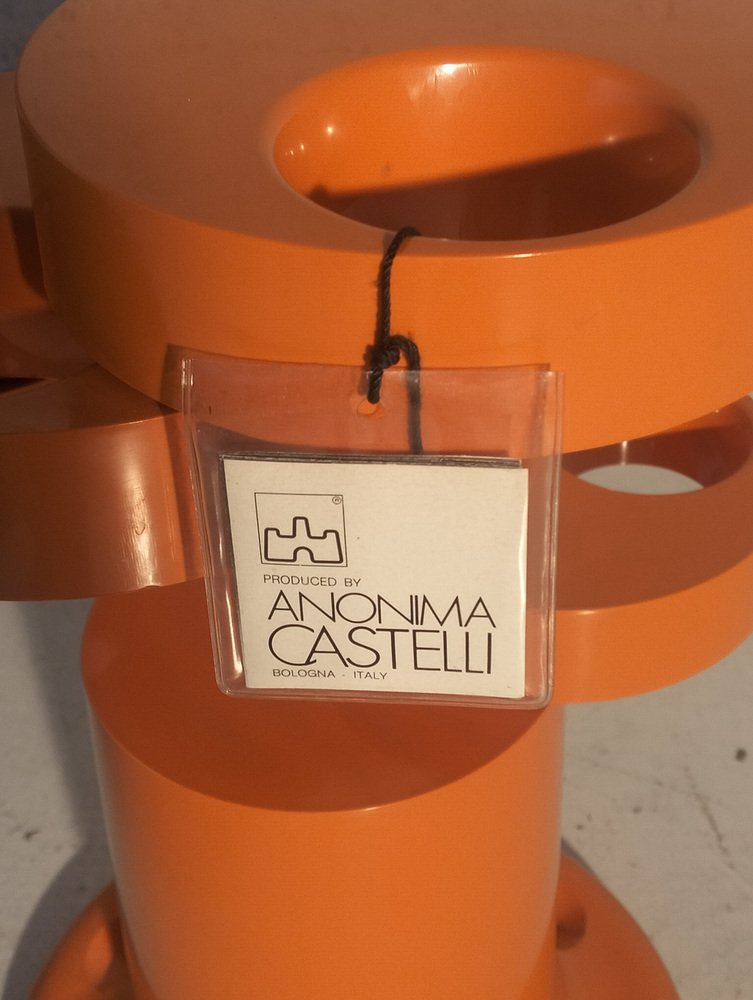 ®
PRODUCED BY
ANONIMA
CASTELLI
BOLOGNA - ITALY